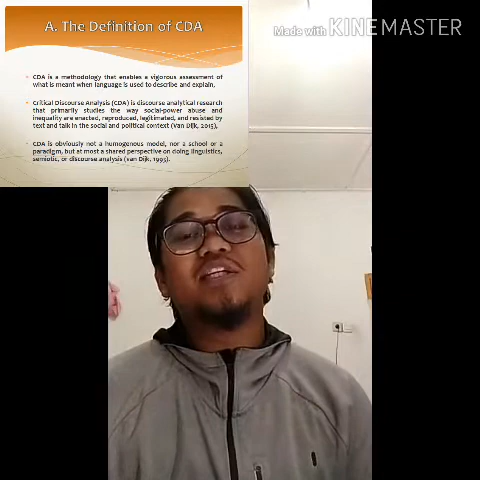 A. The Definition of CDA
Made with KINEMASTER
CDA is a methodology that enables a vigorous assessment of
what is meant when language is used to describe and explain,
Critical Discourse Analysis (CDA) is discourse analytical research
that primarily studies the way social-power abuse and
inequality are enacted, reproduced, legitimated, and resisted by
text and talk in the social and political context (Van Dijk, 2015),
CDA is obviously not a homogenous model, nor a school or a
paradigm, but at most a shared perspective on doing linguistics,
semiotic, or discourse analysis (van Dijk, 1993).